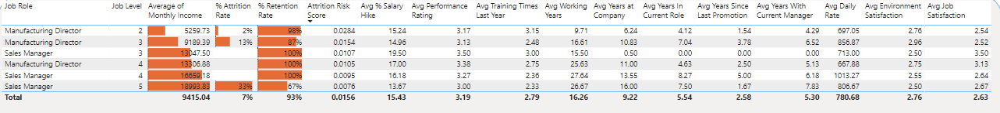 Job Role Job Level Average of Monthly Income % Attrition Rate % Retention Rate Attrition Risk Score Avg % Salary Hike Avg Performance Rating Avg Training Times Last Year Avg Working Years Avg Years at Company Avg Years In Current Role Avg Years Since Last Promotion Avg Years With Current Manager Avg Daily Rate Avg Environment Satisfaction Avg Job Satisfaction
Manufacturing Director 2 5259.73 2% 98% 0.0284 15.24 3.17 3.15 9.71 6.24 4.12 1.54 4.29 697.05 2.76 2.54
Manufacturing Director 3 9189.39 13% 87% 0.0154 14.96 3.13 2.48 16.61 10.83 7.04 3.78 6.52 856.87 2.96 2.52
Sales Manager 3 13047.50 100% 0.0107 19.50 3.50 3.00 15.50 0.50 0.00 0.00 0.00 713.00 2.50 3.50
Manufacturing Director 4 13306.88 100% 0.0105 17.00 3.38 2.75 25.63 11.00 4.63 2.50 5.13 667.88 2.75 3.13
Sales Manager 4 16659.18 100% 0.0095 16.18 3.27 2.36 27.64 13.55 8.27 5.00 6.18 1013.27 2.55 2.64
Sales Manager 5 18993.83 33% 67% 0.0076 13.67 3.00 2.33 26.67 16.00 7.50 1.67 7.83 806.67 2.50 2.67
Total 9415.04 7% 93% 0.0156 15.43 3.19 2.79 16.26 9.22 5.54 2.58 5.30 780.68 2.76 2.63